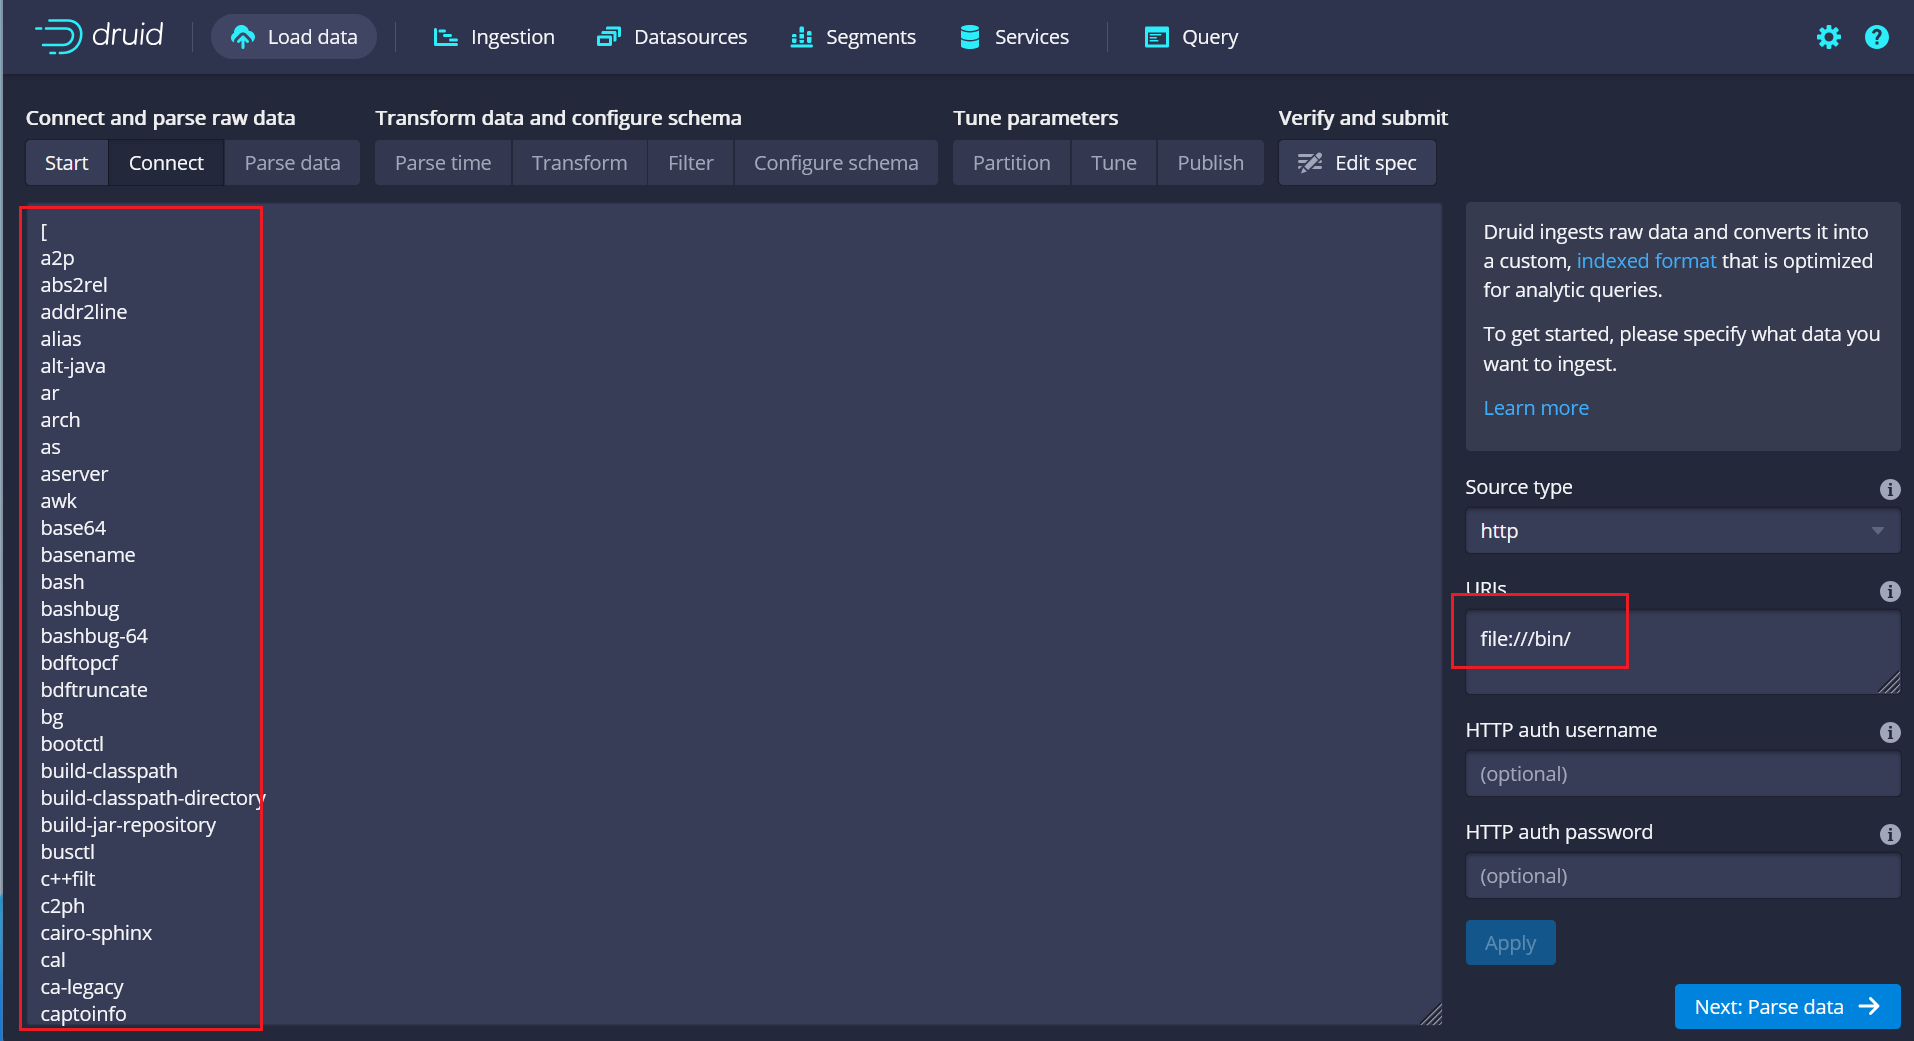 druid
Load data
Ingestion
Datasources
Segments
Services
Query
Connect and parse raw data
Transform data and configure schema
Tune parameters
Verify and submit
Start
Connect
Parse data
Parse time
Transform
Filter
Configure schema
Partition
Tune
Publish
Edit spec
[
a2p
abs2rel
addr2line
alias
alt-java
ar
arch
as
aserver
awk
base64
basename
bash
bashbug
bashbug-64
bdftopcf
bdftruncate
bg
bootctl
build-classpath
build-classpath-directory
build-jar-repository
busctl
c++filt
c2ph
cairo-sphinx
cal
ca-legacy
captoinfo
Druid ingests raw data and converts it into
a custom, indexed format that is optimized
for analytic queries.
To get started, please specify what data you
want to ingest.
Learn more
Source type
http
URIs
file:///bin/
HTTP auth username
(optional)
HTTP auth password
(optional)
Apply
Next: Parse data